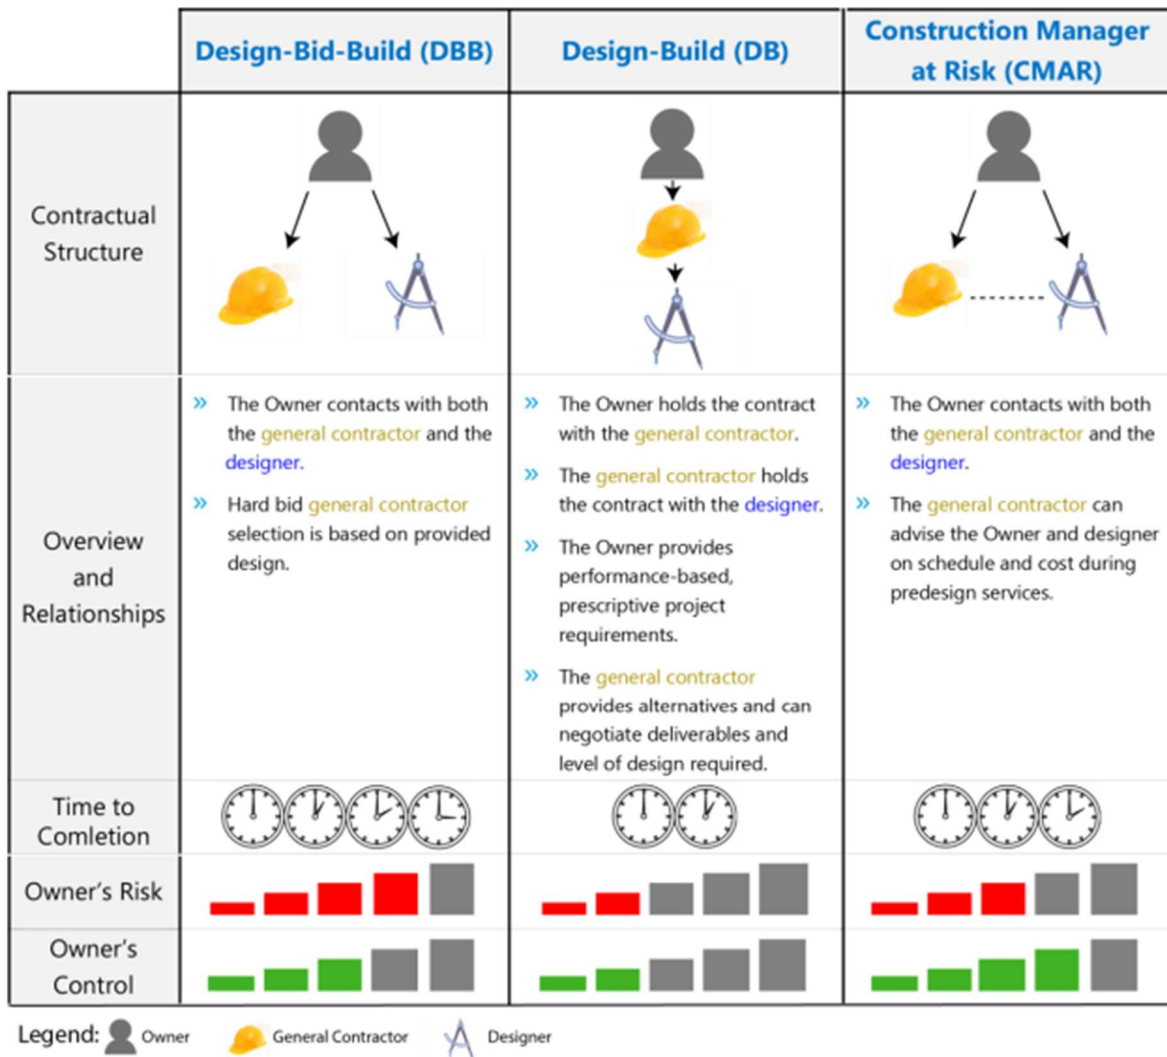 Design-Bid-Build (DBB)
Design-Build (DB)
Construction Manager
at Risk (CMAR)
Contractual
Structure
Overview
and
Relationships
» The Owner contacts with both
the general contractor and the
designer.
» Hard bid general contractor
selection is based on provided
design.
» The Owner holds the contract
with the general contractor.
» The general contractor holds
the contract with the designer.
» The Owner provides
performance-based,
prescriptive project
requirements.
» The general contractor
provides alternatives and can
negotiate deliverables and
level of design required.
» The Owner contacts with both
the general contractor and the
designer.
» The general contractor can
advise the Owner and designer
on schedule and cost during
predesign services.
Time to
Comletion
Owner's Risk
Owner's
Control
Legend: Owner General Contractor Designer